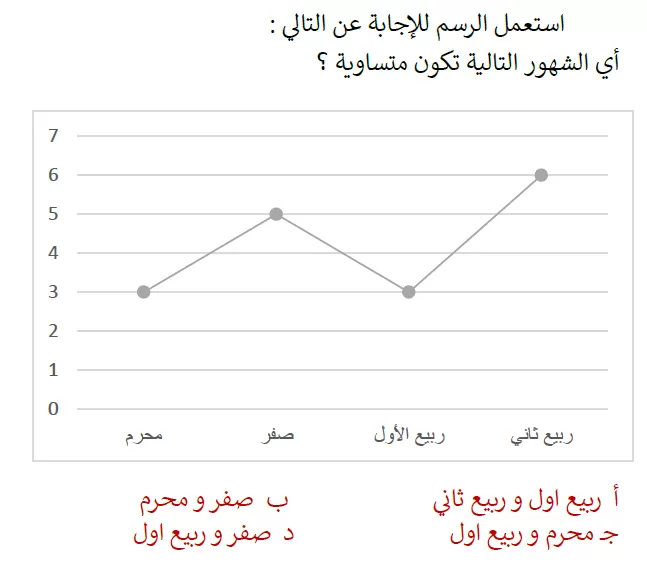 استعمل الرسم للإجابة عن التالي :
أي الشهور التالية تكون متساوية ؟
7
6
5
4
3
2
1
0
محرم صفر ربيع الأول ربيع ثاني
أ ربيع اول و ربيع ثاني ب صفر و محرم
جـ محرم و ربيع اول د صفر و ربيع اول